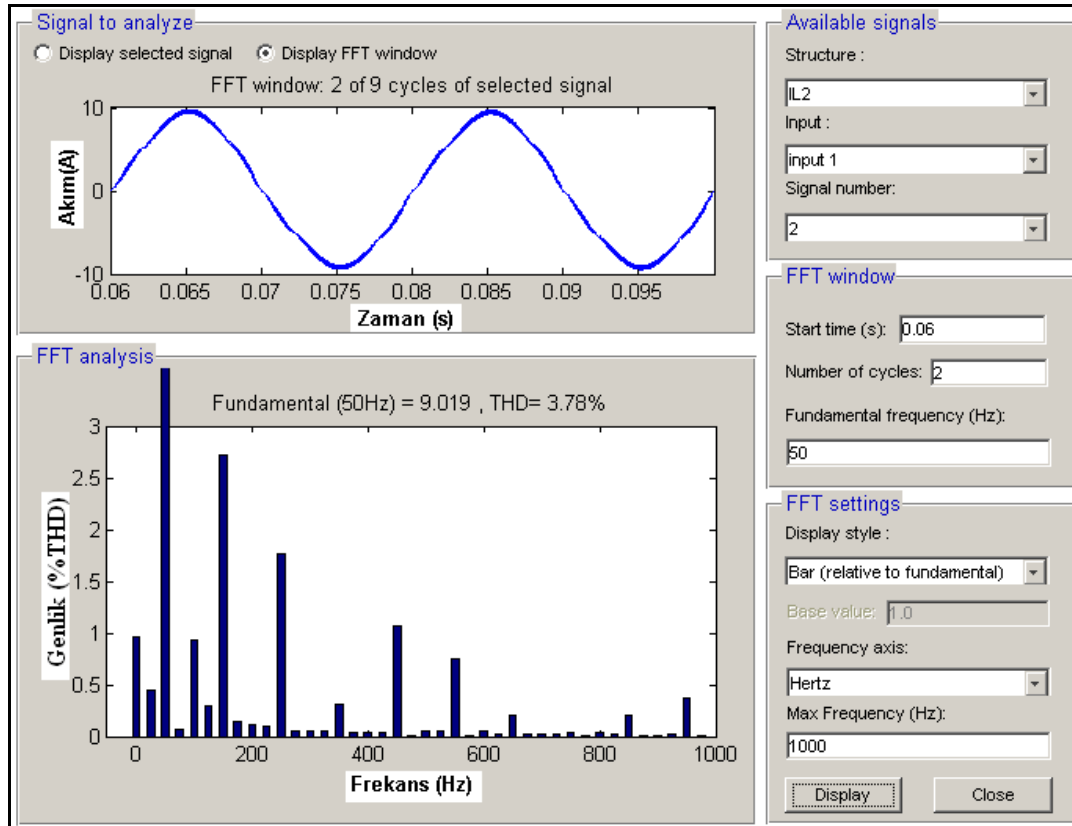 Signal to analyze
Display selected signal
Display FFT window
FFT window: 2 of 9 cycles of selected signal
10
0
-10
Akım(A)
0.06
0.065
0.07
0.075
0.08
0.085
0.09
0.095
Zaman (s)
FFT analysis
Fundamental (50Hz) = 9.019 , THD= 3.78%
3
2.5
2
1.5
1
0.5
0
Genlik (%THD)
0
200
400
600
800
1000
Frekans (Hz)
Available signals
Structure :
IL2
Input :
input 1
Signal number:
2
FFT window
Start time (s):
0.06
Number of cycles:
2
Fundamental frequency (Hz):
50
FFT settings
Display style :
Bar (relative to fundamental)
Base value:
1.0
Frequency axis:
Hertz
Max Frequency (Hz):
1000
Display
Close